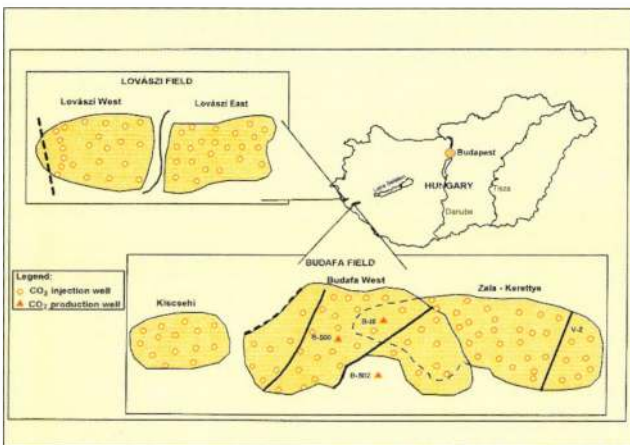 LOVÁSZI FIELD
Lovászi West
Lovászi East
Budapest
HUNGARY
Tisza
Danube
BUDAFA FIELD
Legend:
CO₂ injection well
CO₂ production well
Kiscsehi
Budafa West
Zala - Kerettye
B-500
B-502
V-2